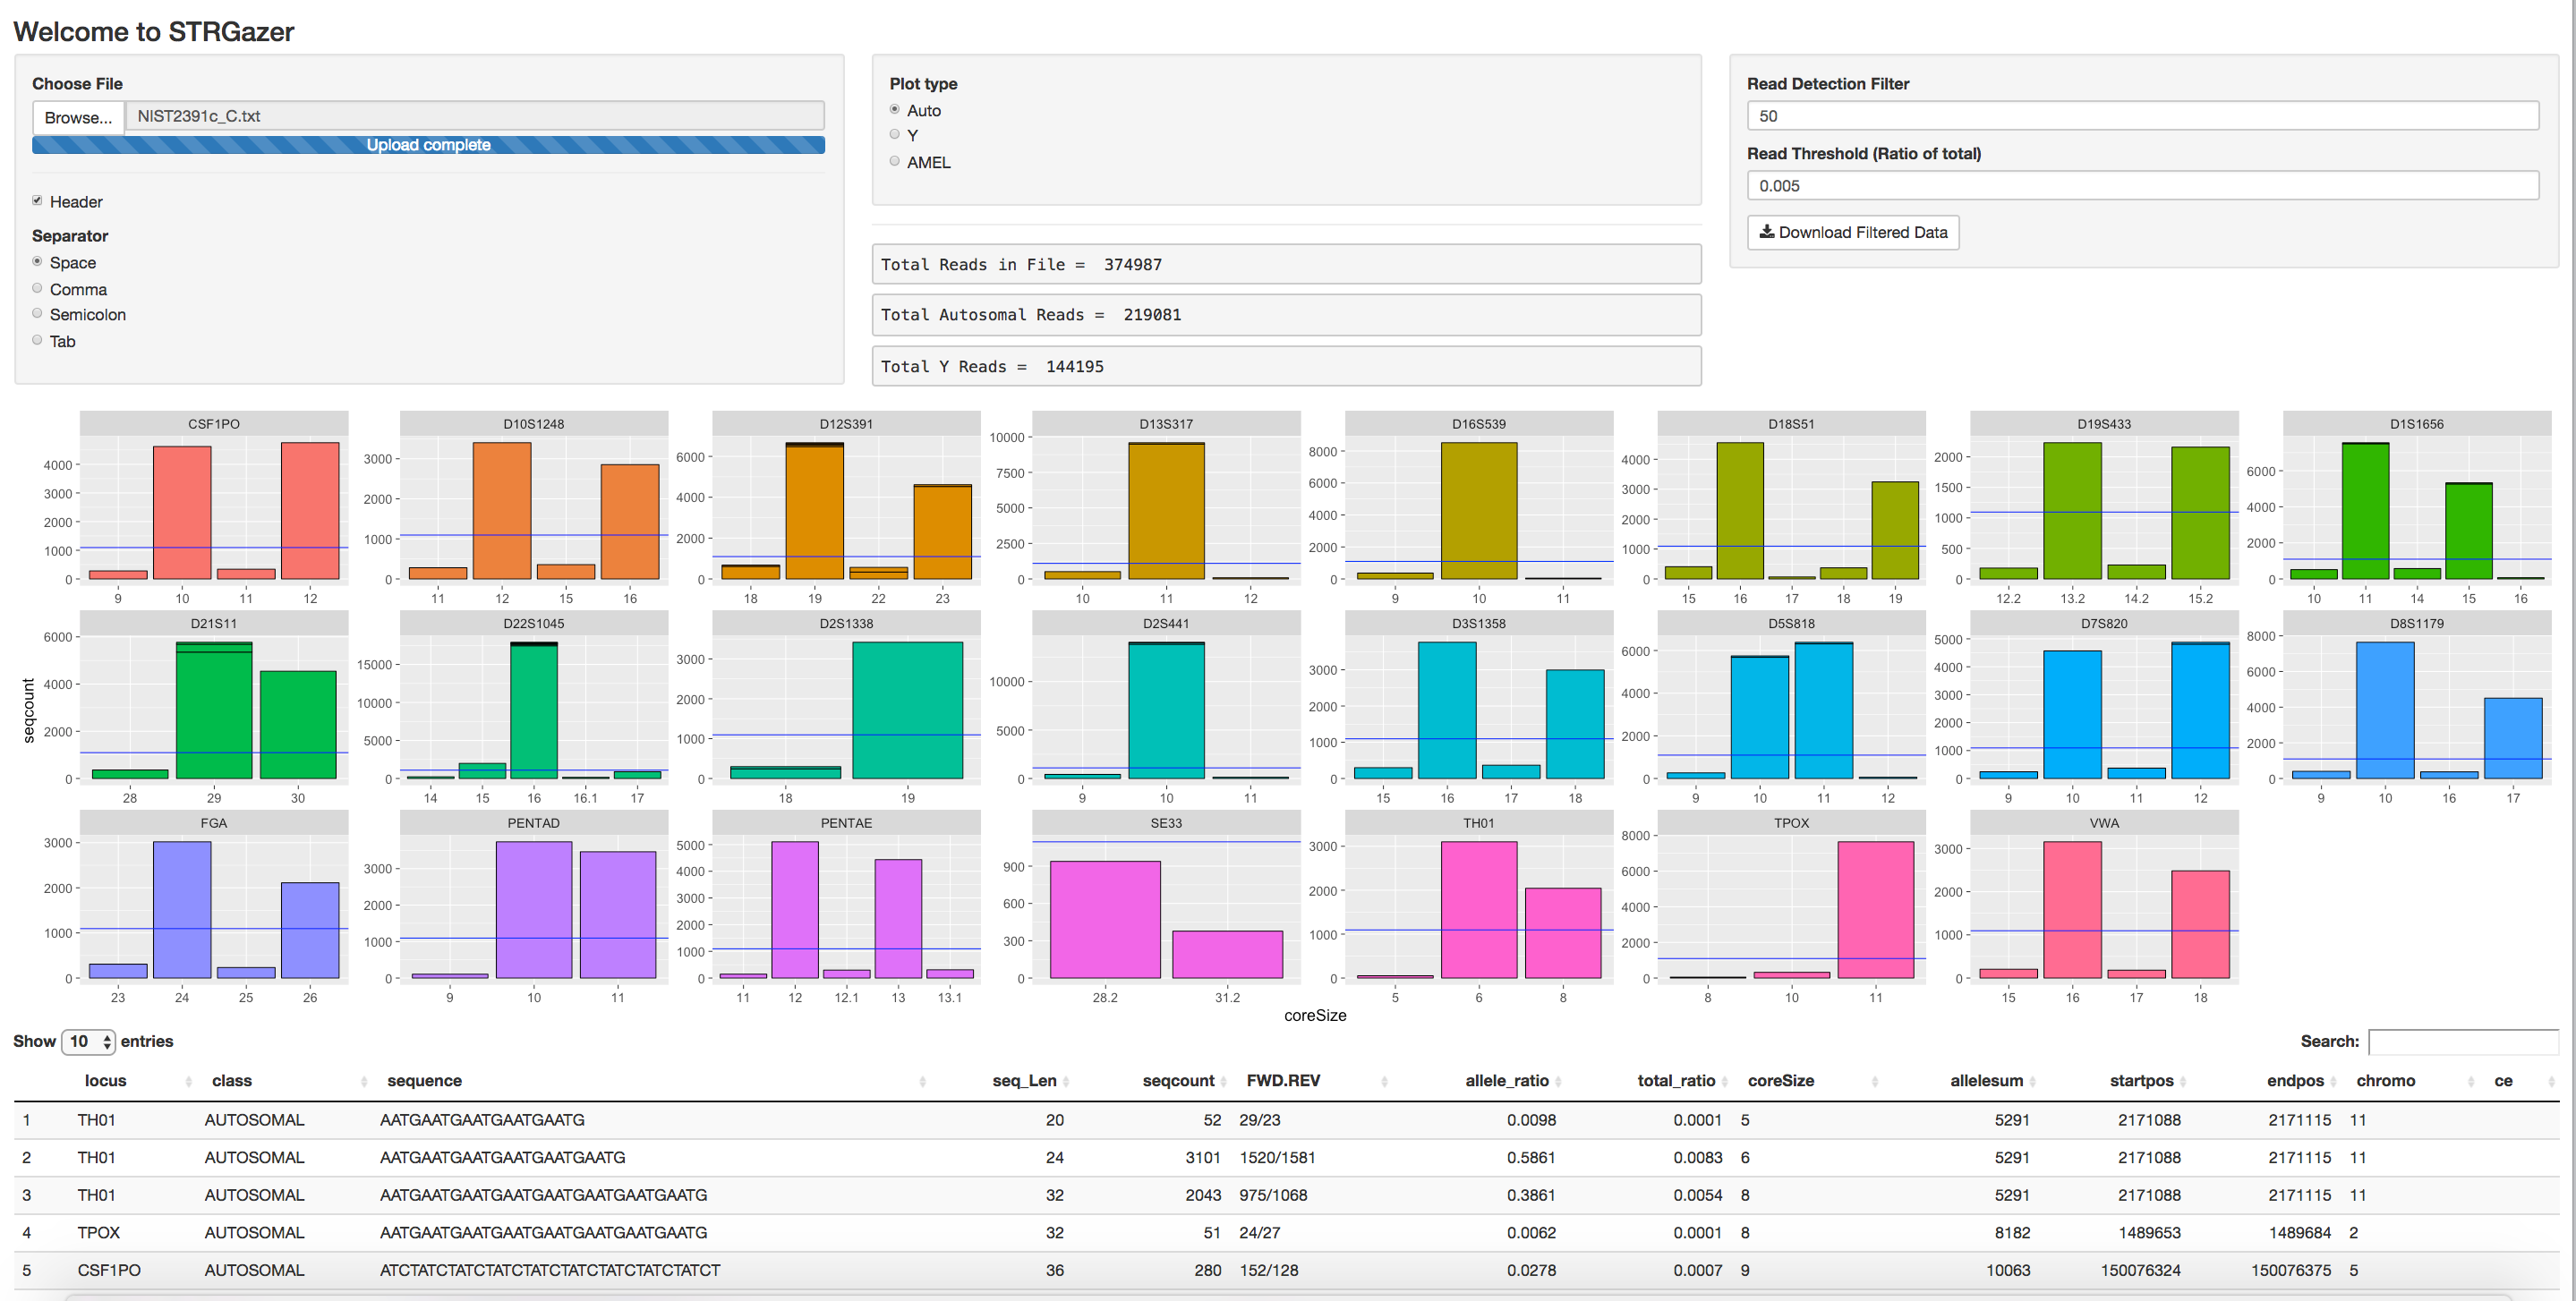 Welcome to STRGazer
Choose File
Browse... NIST2391c_C.txt
Upload complete
Header
Separator
Space
Comma
Semicolon
Tab
Plot type
Auto
Y
AMEL
Total Reads in File = 374987
Total Autosomal Reads = 219081
Total Y Reads = 144195
Read Detection Filter
50
Read Threshold (Ratio of total)
0.005
Download Filtered Data
seqcount
CSF1PO
4000
3000
2000
1000
0
9 10 11 12
D10S1248
3000
2000
1000
0
11 12 15 16
D12S391
6000
4000
2000
0
18 19 22 23
D13S317
10000
7500
5000
2500
0
10 11 12
D16S539
8000
6000
4000
2000
0
9 10 11
D18S51
4000
3000
2000
1000
0
15 16 17 18 19
D19S433
2000
1500
1000
500
0
12.2 13.2 14.2 15.2
D1S1656
6000
4000
2000
0
10 11 14 15 16
D21S11
6000
4000
2000
0
28 29 30
D22S1045
15000
10000
5000
0
14 15 16 16.1 17
D2S1338
3000
2000
1000
0
18 19
D2S441
10000
5000
0
9 10 11
D3S1358
3000
2000
1000
0
15 16 17 18
D5S818
6000
4000
2000
0
9 10 11 12
D7S820
5000
4000
3000
2000
1000
0
9 10 11 12
D8S1179
8000
6000
4000
2000
0
9 10 16 17
FGA
3000
2000
1000
0
23 24 25 26
PENTAD
3000
2000
1000
0
9 10 11
PENTAE
5000
4000
3000
2000
1000
0
11 12 12.1 13 13.1
SE33
900
600
300
0
28.2 31.2
TH01
3000
2000
1000
0
5 6 8
TPOX
8000
6000
4000
2000
0
8 10 11
VWA
3000
2000
1000
0
15 16 17 18
coreSize
Show 10 entries
Search:
locus class sequence seq_Len seqcount FWD.REV allele_ratio total_ratio coreSize allelesum startpos endpos chromo ce
1 TH01 AUTOSOMAL AATGAATGAATGAATGAATG 20 52 29/23 0.0098 0.0001 5 5291 2171088 2171115 11
2 TH01 AUTOSOMAL AATGAATGAATGAATGAATGAATG 24 3101 1520/1581 0.5861 0.0083 6 5291 2171088 2171115 11
3 TH01 AUTOSOMAL AATGAATGAATGAATGAATGAATGAATGAATG 32 2043 975/1068 0.3861 0.0054 8 5291 2171088 2171115 11
4 TPOX AUTOSOMAL AATGAATGAATGAATGAATGAATGAATGAATG 32 51 24/27 0.0062 0.0001 8 8182 1489653 1489684 2
5 CSF1PO AUTOSOMAL ATCTATCTATCTATCTATCTATCTATCTATCTATCT 36 280 152/128 0.0278 0.0007 9 10063 150076324 150076375 5